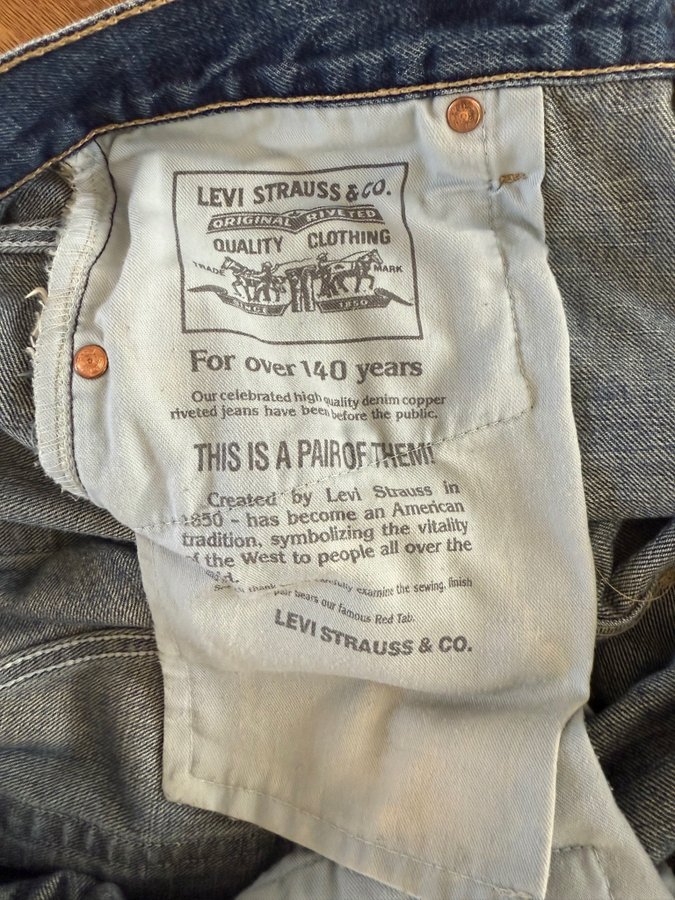 LEVI STRAUSS & CO.
ORIGINAL RIVETED
QUALITY CLOTHING
TRADE MARK
SINCE 1850
For over 140 years
Our celebrated high quality denim copper
riveted jeans have been before the public.
THIS IS A PAIR OF THEM!
Created by Levi Strauss in
1850 - has become an American
tradition, symbolizing the vitality
of the West to people all over the
carefully examine the sewing, finish
pair bears our famous Red Tab.
LEVI STRAUSS & CO.